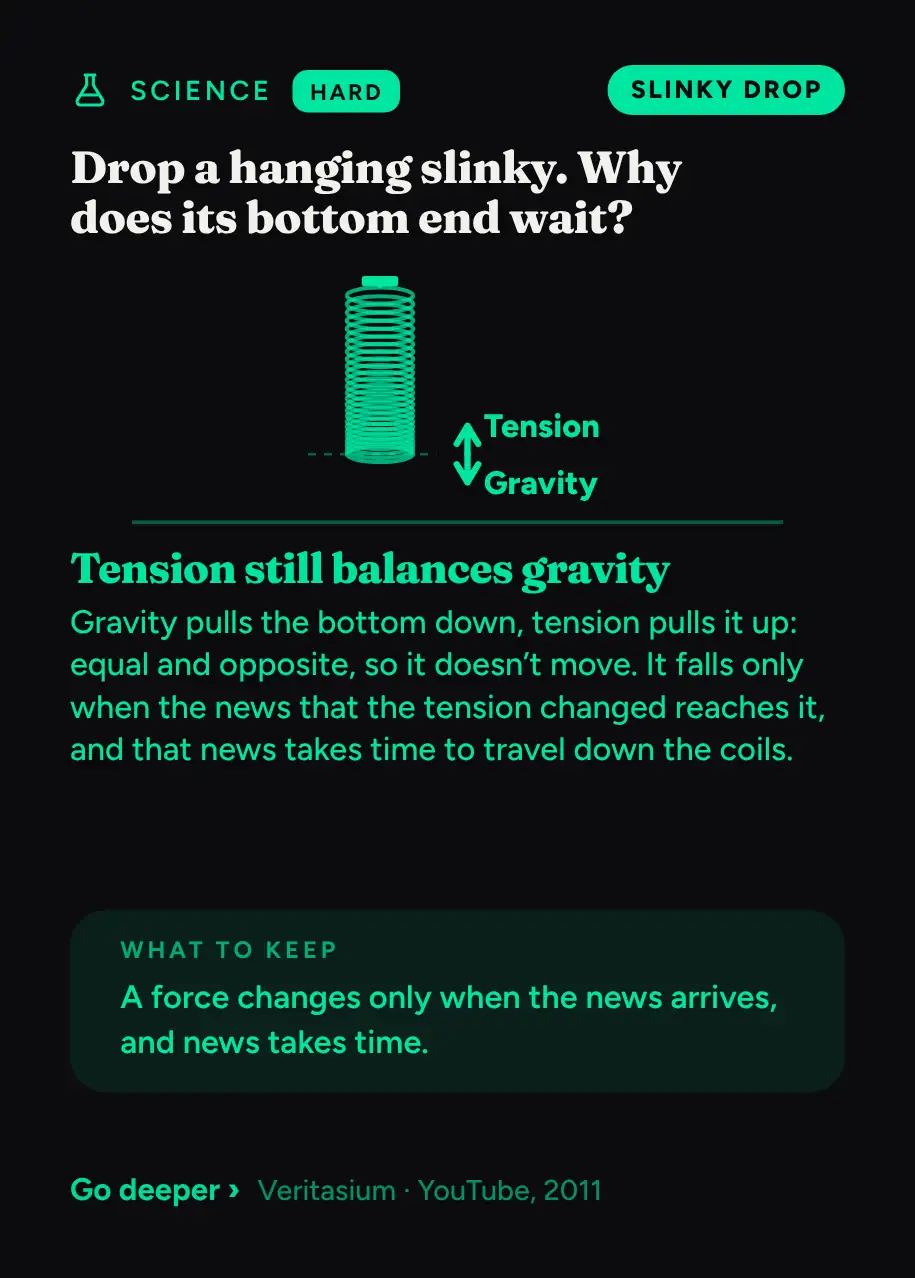 SCIENCE HARD SLINKY DROP
Drop a hanging slinky. Why
does its bottom end wait?
Tension
Gravity
Tension still balances gravity
Gravity pulls the bottom down, tension pulls it up:
equal and opposite, so it doesn’t move. It falls only
when the news that the tension changed reaches it,
and that news takes time to travel down the coils.
WHAT TO KEEP
A force changes only when the news arrives,
and news takes time.
Go deeper › Veritasium · YouTube, 2011